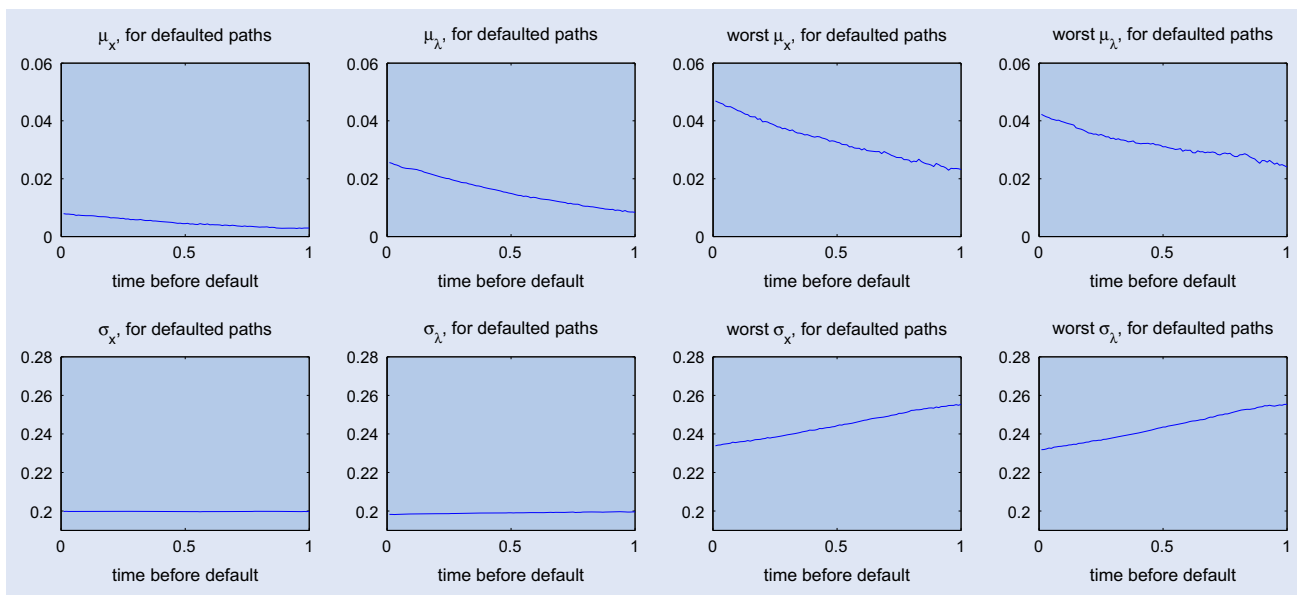 μx, for defaulted paths
0.06
0.04
0.02
0
0 0.5 1
time before default
μλ, for defaulted paths
0.06
0.04
0.02
0
0 0.5 1
time before default
worst μx, for defaulted paths
0.06
0.04
0.02
0
0 0.5 1
time before default
worst μλ, for defaulted paths
0.06
0.04
0.02
0
0 0.5 1
time before default
σx, for defaulted paths
0.28
0.26
0.24
0.22
0.2
0 0.5 1
time before default
σλ, for defaulted paths
0.28
0.26
0.24
0.22
0.2
0 0.5 1
time before default
worst σx, for defaulted paths
0.28
0.26
0.24
0.22
0.2
0 0.5 1
time before default
worst σλ, for defaulted paths
0.28
0.26
0.24
0.22
0.2
0 0.5 1
time before default